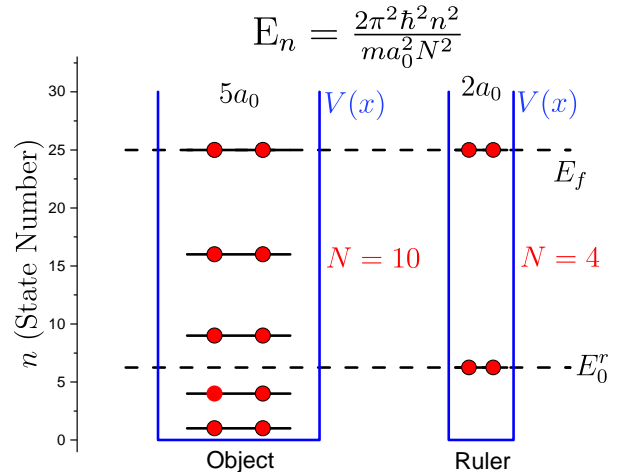 E_n = \frac{2\pi^2\hbar^2 n^2}{m a_0^2 N^2}
5a_0
2a_0
V(x)
V(x)
30
25
20
15
10
5
0
n (State Number)
E_f
N = 10
N = 4
E_0^r
Object
Ruler